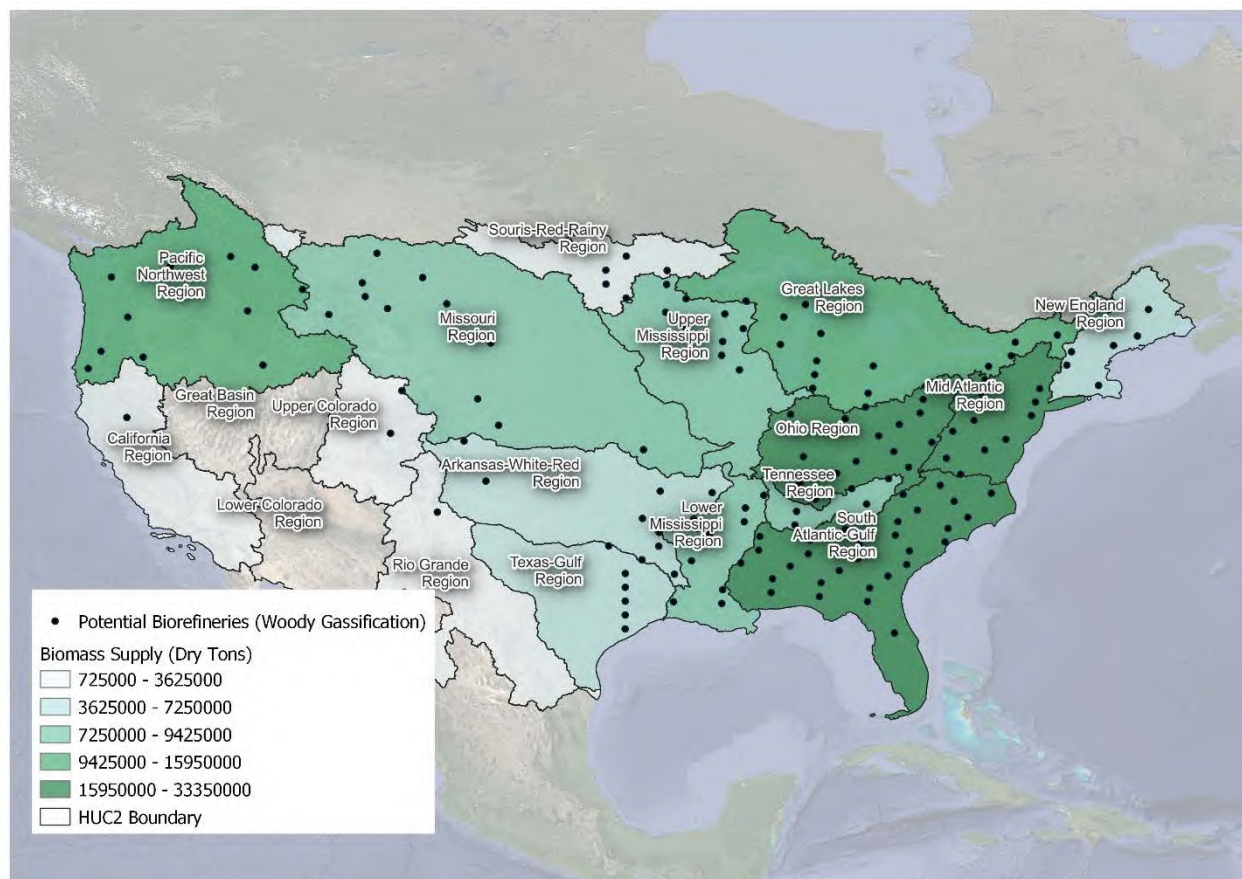 Souris-Red-Rainy
Region
Pacific
Northwest
Region
Great Lakes
Region
New England
Region
Missouri
Region
Upper
Mississippi
Region
Great Basin
Region
Upper Colorado
Region
Mid Atlantic
Region
California
Region
Ohio Region
Arkansas-White-Red
Region
Tennessee
Region
Lower Colorado
Region
Lower
Mississippi
Region
South
Atlantic-Gulf
Region
Rio Grande
Region
Texas-Gulf
Region
Potential Biorefineries (Woody Gassification)
Biomass Supply (Dry Tons)
725000 - 3625000
3625000 - 7250000
7250000 - 9425000
9425000 - 15950000
15950000 - 33350000
HUC2 Boundary